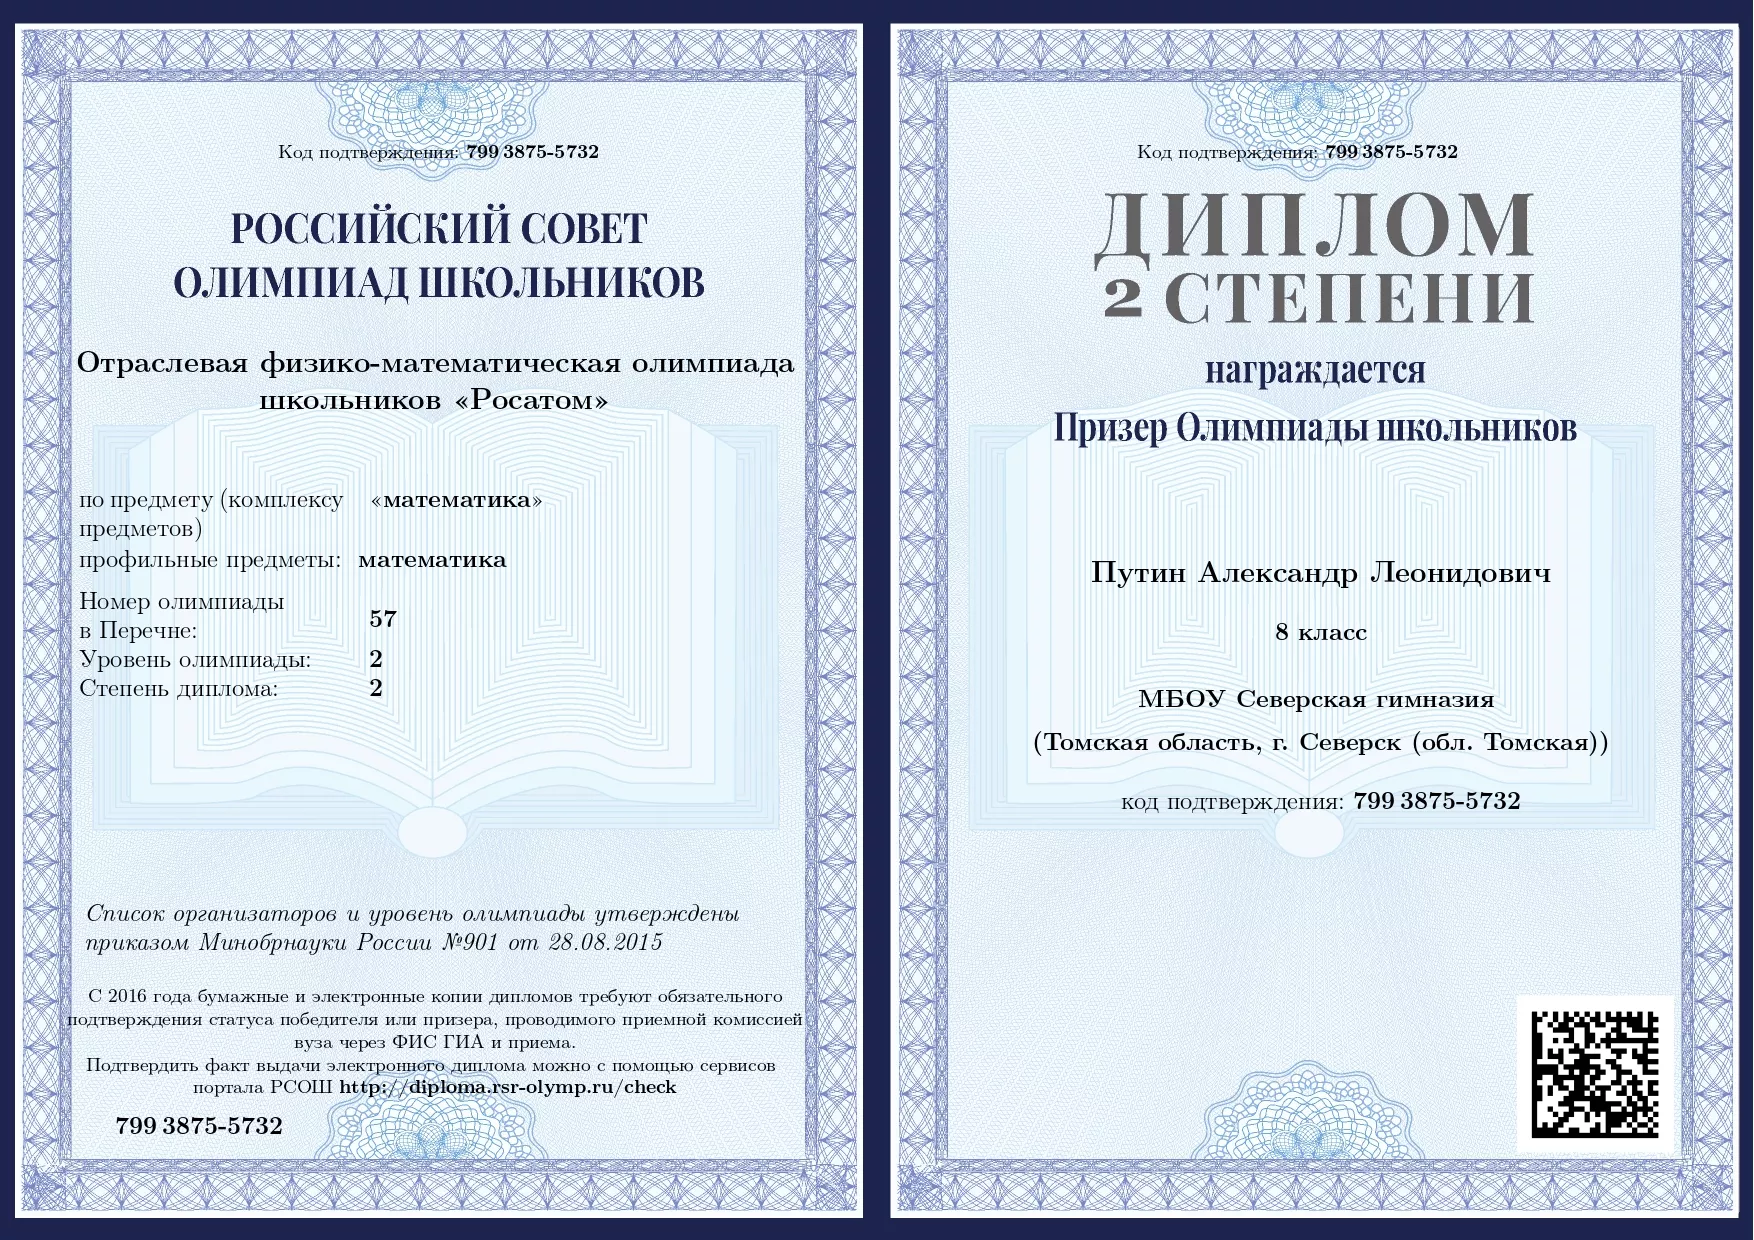 Код подтверждения: 799 3875-5732
РОССИЙСКИЙ СОВЕТ
ОЛИМПИАД ШКОЛЬНИКОВ
Отраслевая физико-математическая олимпиада
школьников «Росатом»
по предмету (комплексу «математика»
предметов)
профильные предметы: математика
Номер олимпиады
в Перечне: 57
Уровень олимпиады: 2
Степень диплома: 2
Список организаторов и уровень олимпиады утверждены
приказом Минобрнауки России №901 от 28.08.2015
С 2016 года бумажные и электронные копии дипломов требуют обязательного
подтверждения статуса победителя или призера, проводимого приемной комиссией
вуза через ФИС ГИА и приема.
Подтвердить факт выдачи электронного диплома можно с помощью сервисов
портала РСОШ http://diploma.rsr-olymp.ru/check
799 3875-5732
Код подтверждения: 799 3875-5732
ДИПЛОМ
2 СТЕПЕНИ
награждается
Призер Олимпиады школьников
Путин Александр Леонидович
8 класс
МБОУ Северская гимназия
(Томская область, г. Северск (обл. Томская))
код подтверждения: 799 3875-5732